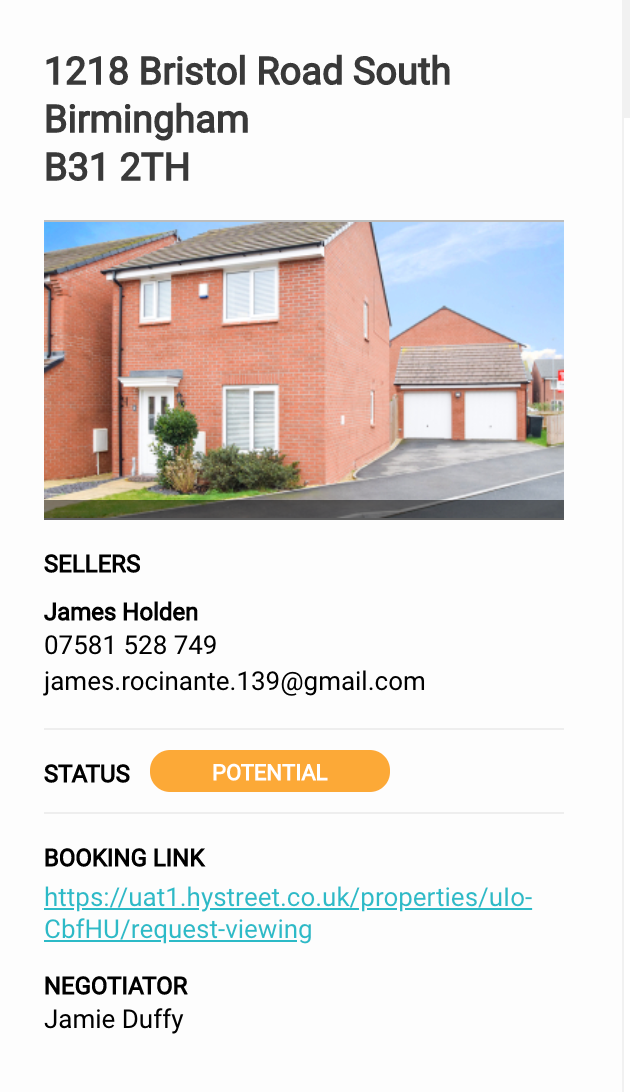 1218 Bristol Road South
Birmingham
B31 2TH
SELLERS
James Holden
07581 528 749
james.rocinante.139@gmail.com
STATUS POTENTIAL
BOOKING LINK
https://uat1.hystreet.co.uk/properties/uIo-
CbfHU/request-viewing
NEGOTIATOR
Jamie Duffy